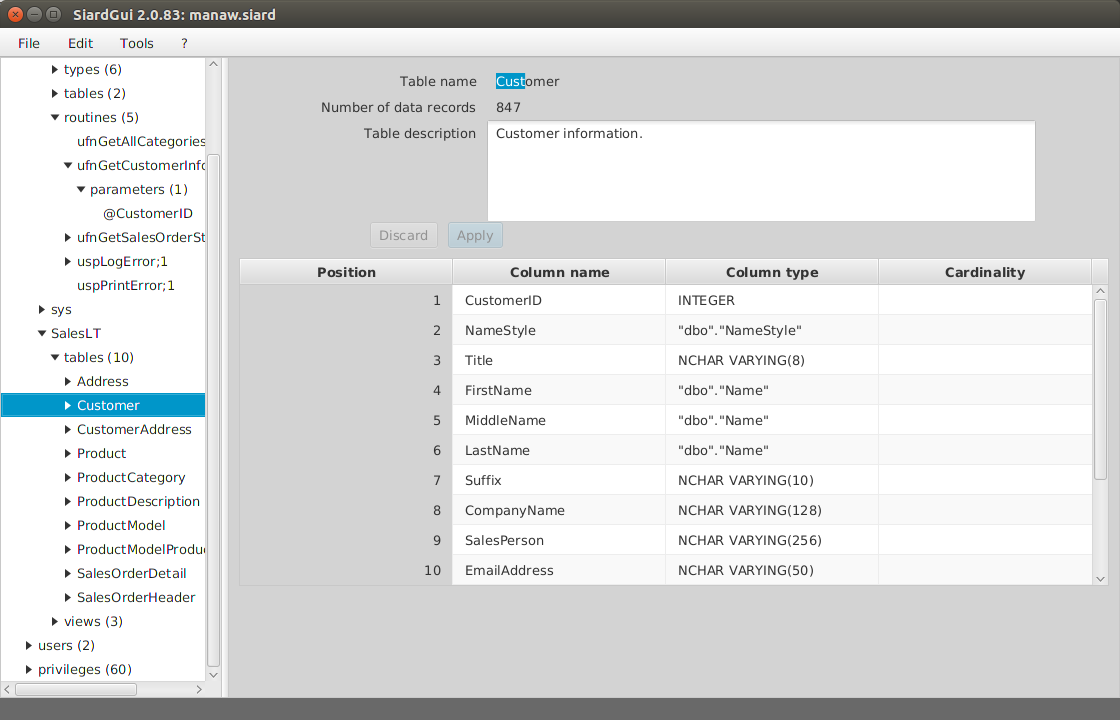 SiardGui 2.0.83: manaw.siard
File Edit Tools ?
types (6)
tables (2)
routines (5)
ufnGetAllCategories
ufnGetCustomerInfo
parameters (1)
@CustomerID
ufnGetSalesOrderSt
uspLogError;1
uspPrintError;1
sys
SalesLT
tables (10)
Address
Customer
CustomerAddress
Product
ProductCategory
ProductDescription
ProductModel
ProductModelProdu
SalesOrderDetail
SalesOrderHeader
views (3)
users (2)
privileges (60)
Table name Customer
Number of data records 847
Table description Customer information.
Discard Apply
Position Column name Column type Cardinality
1 CustomerID INTEGER
2 NameStyle "dbo"."NameStyle"
3 Title NCHAR VARYING(8)
4 FirstName "dbo"."Name"
5 MiddleName "dbo"."Name"
6 LastName "dbo"."Name"
7 Suffix NCHAR VARYING(10)
8 CompanyName NCHAR VARYING(128)
9 SalesPerson NCHAR VARYING(256)
10 EmailAddress NCHAR VARYING(50)